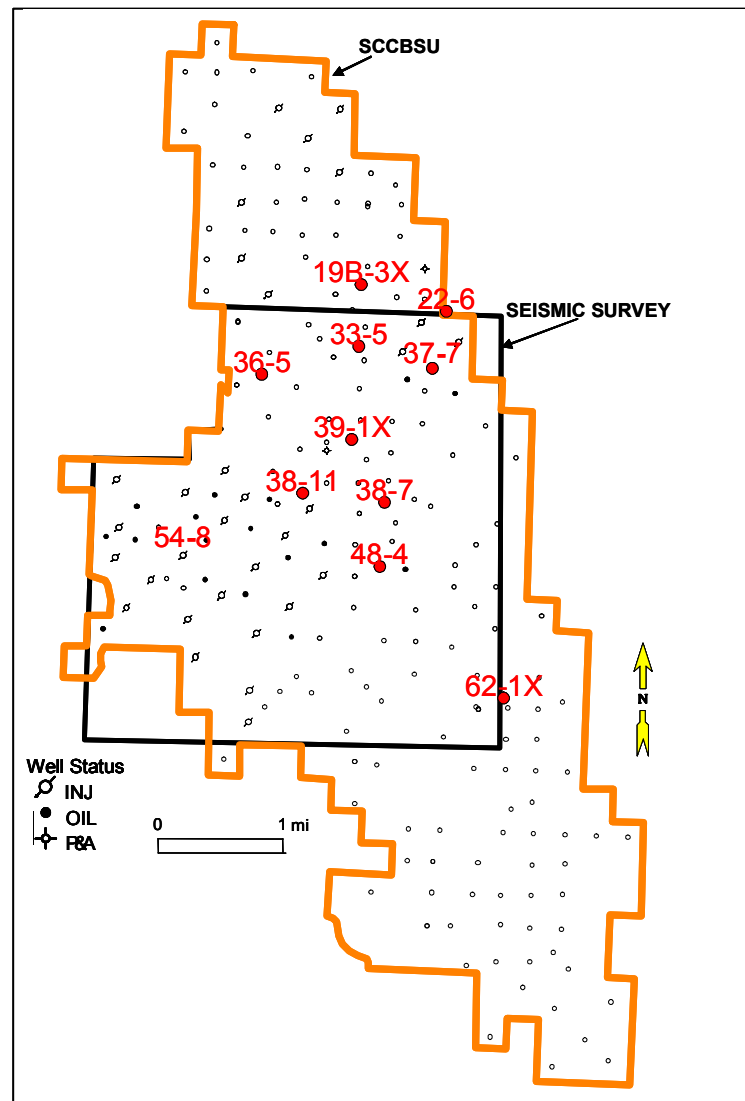 SCCBSU
19B-3X
22-6
SEISMIC SURVEY
33-5
37-7
36-5
39-1X
38-11
38-7
54-8
48-4
62-1X
N
Well Status
INJ
OIL
P&A
0 1 mi